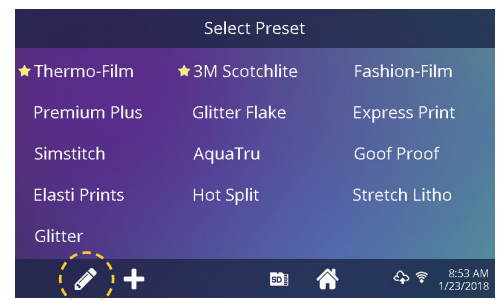 Select Preset
Thermo-Film 3M Scotchlite Fashion-Film
Premium Plus Glitter Flake Express Print
Simstitch AquaTru Goof Proof
Elasti Prints Hot Split Stretch Litho
Glitter
SD 8:53 AM
1/23/2018